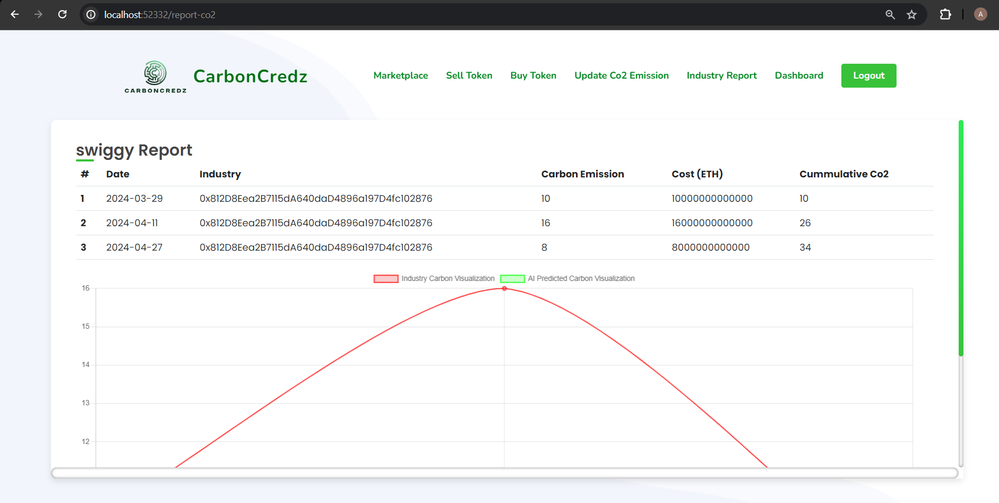 localhost:52332/report-co2
A
CARBONCREDZ
CarbonCredz
Marketplace Sell Token Buy Token Update Co2 Emission Industry Report Dashboard Logout
swiggy Report
# Date Industry Carbon Emission Cost (ETH) Cummulative Co2
1 2024-03-29 0x812D8Eea2B7115dA640daD4896a197D4fc102876 10 10000000000000 10
2 2024-04-11 0x812D8Eea2B7115dA640daD4896a197D4fc102876 16 16000000000000 26
3 2024-04-27 0x812D8Eea2B7115dA640daD4896a197D4fc102876 8 8000000000000 34
Industry Carbon Visualization AI Predicted Carbon Visualization
16
15
14
13
12